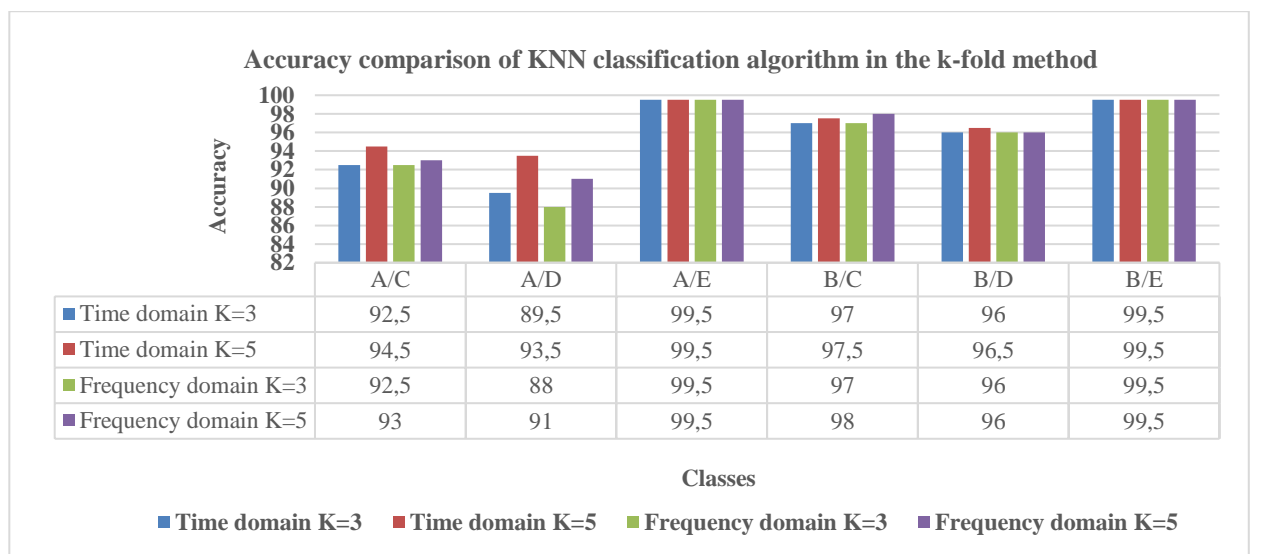 Accuracy comparison of KNN classification algorithm in the k-fold method
Accuracy
100
98
96
94
92
90
88
86
84
82
A/C A/D A/E B/C B/D B/E
Time domain K=3 92,5 89,5 99,5 97 96 99,5
Time domain K=5 94,5 93,5 99,5 97,5 96,5 99,5
Frequency domain K=3 92,5 88 99,5 97 96 99,5
Frequency domain K=5 93 91 99,5 98 96 99,5
Classes
Time domain K=3 Time domain K=5 Frequency domain K=3 Frequency domain K=5